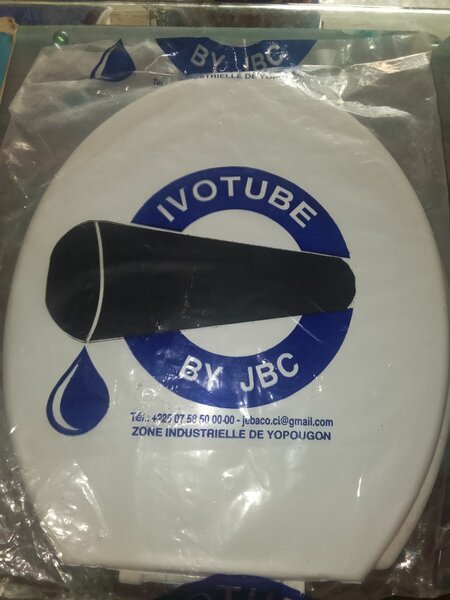 BY JBC
INDUSTRIELLE DE YOPOUGON
IVOTUBE
BY JBC
Tél.: +225 07 58 50 00-00 - jebaco.ci@gmail.com
ZONE INDUSTRIELLE DE YOPOUGON
IVOTUBE